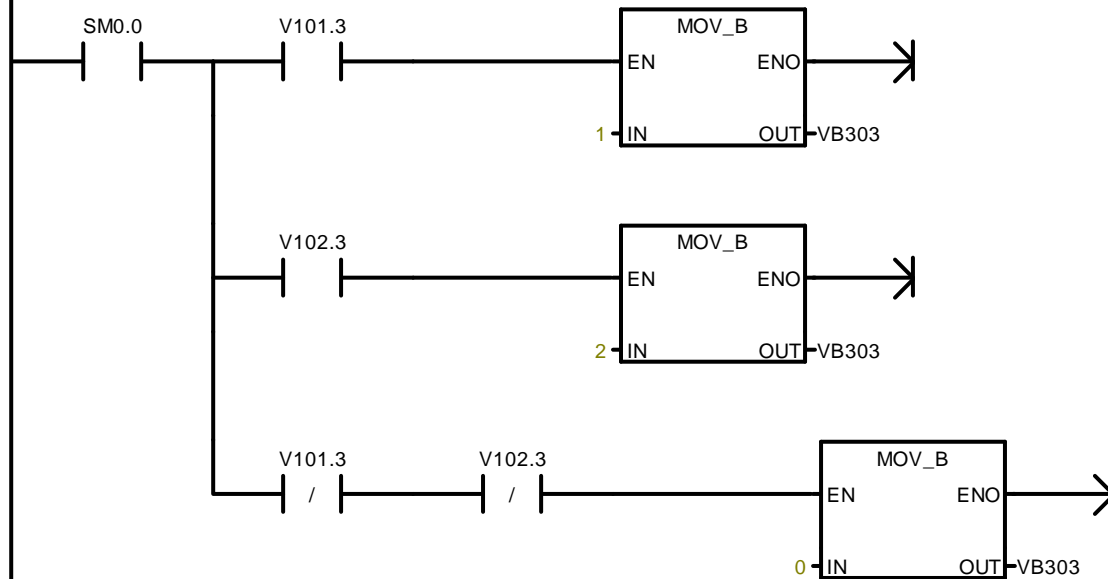 SM0.0 V101.3 MOV_B
EN ENO
1 IN OUT VB303
V102.3 MOV_B
EN ENO
2 IN OUT VB303
V101.3 V102.3 MOV_B
/ / EN ENO
0 IN OUT VB303